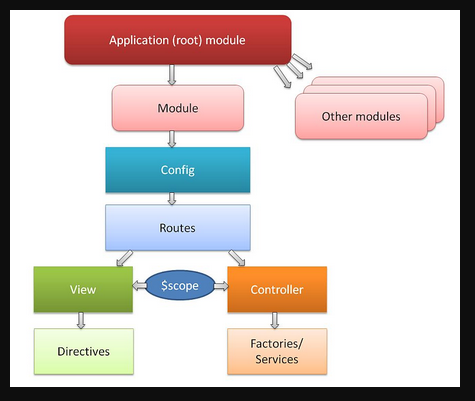 Application (root) module
Module
Other modules
Config
Routes
View
$scope
Controller
Directives
Factories/
Services